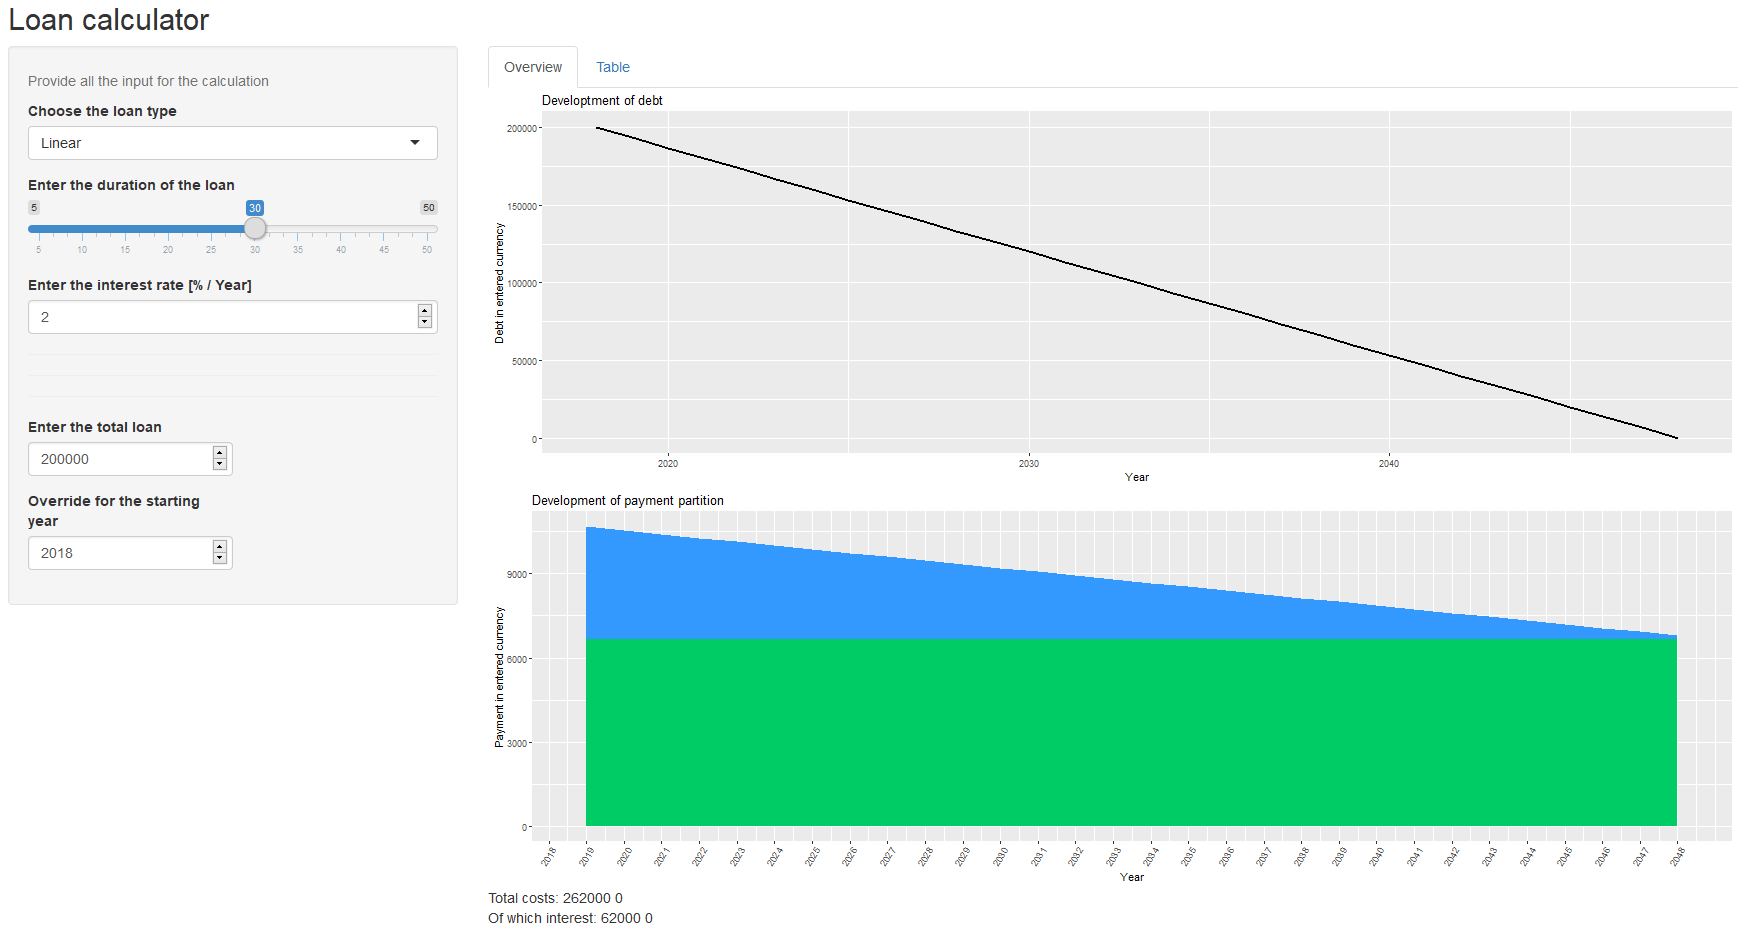 Loan calculator
Provide all the input for the calculation
Choose the loan type
Linear
Enter the duration of the loan
5 30 50
5 10 15 20 25 30 35 40 45 50
Enter the interest rate [% / Year]
2
Enter the total loan
200000
Override for the starting
year
2018
Overview Table
Developtment of debt
Debt in entered currency
200000
150000
100000
50000
0
2020 2030 2040
Year
Development of payment partition
Payment in entered currency
9000
6000
3000
0
2018 2019 2020 2021 2022 2023 2024 2025 2026 2027 2028 2029 2030 2031 2032 2033 2034 2035 2036 2037 2038 2039 2040 2041 2042 2043 2044 2045 2046 2047 2048
Year
Total costs: 262000 0
Of which interest: 62000 0